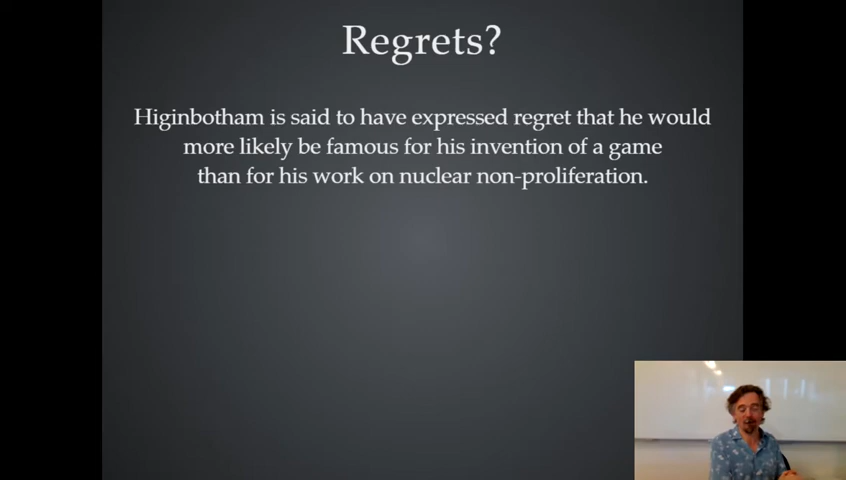 Regrets?
Higinbotham is said to have expressed regret that he would
more likely be famous for his invention of a game
than for his work on nuclear non-proliferation.